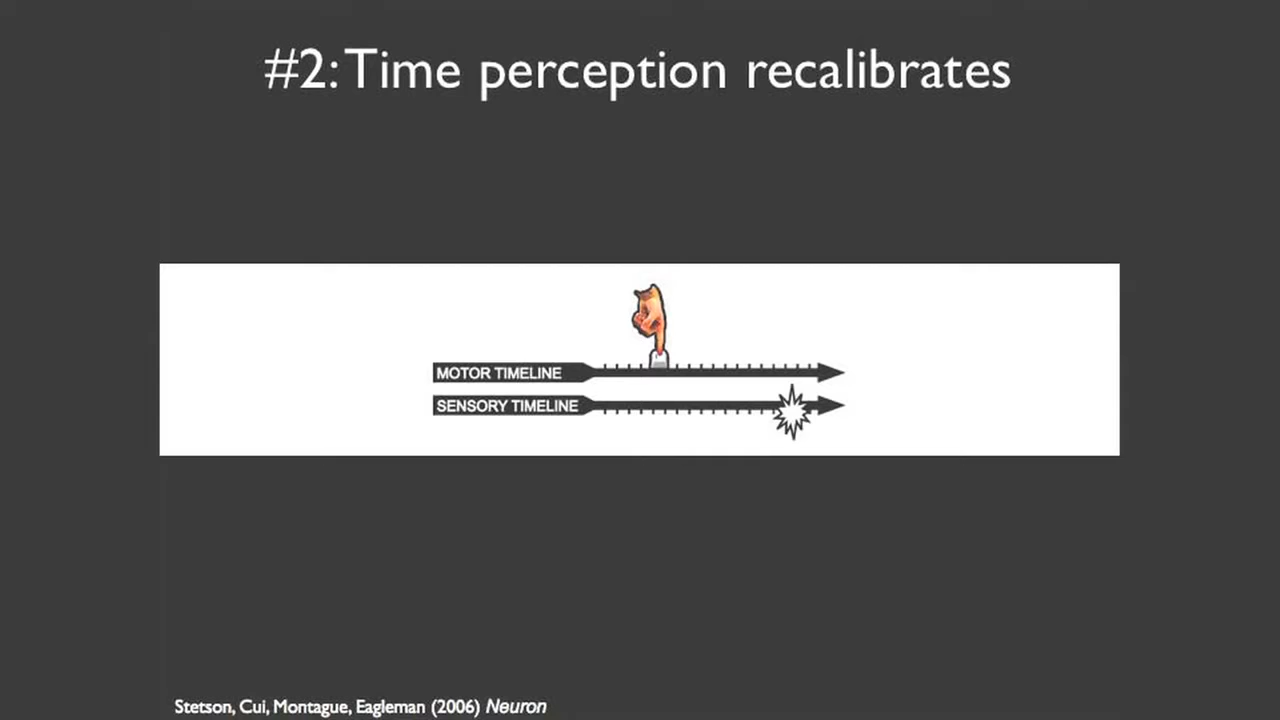 #2: Time perception recalibrates
MOTOR TIMELINE
SENSORY TIMELINE
Stetson, Cui, Montague, Eagleman (2006) Neuron